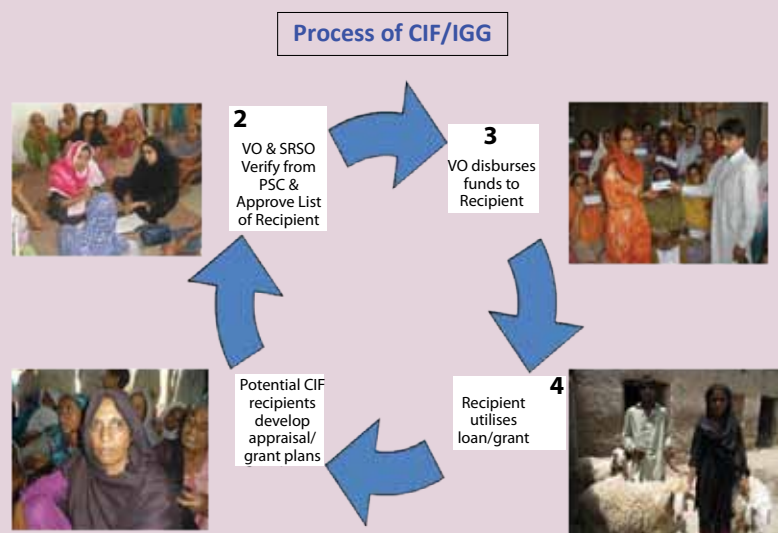 Process of CIF/IGG
2
VO & SRSO
Verify from
PSC &
Approve List
of Recipient
3
VO disburses
funds to
Recipient
4
Recipient
utilises
loan/grant
Potential CIF
recipients
develop
appraisal/
grant plans